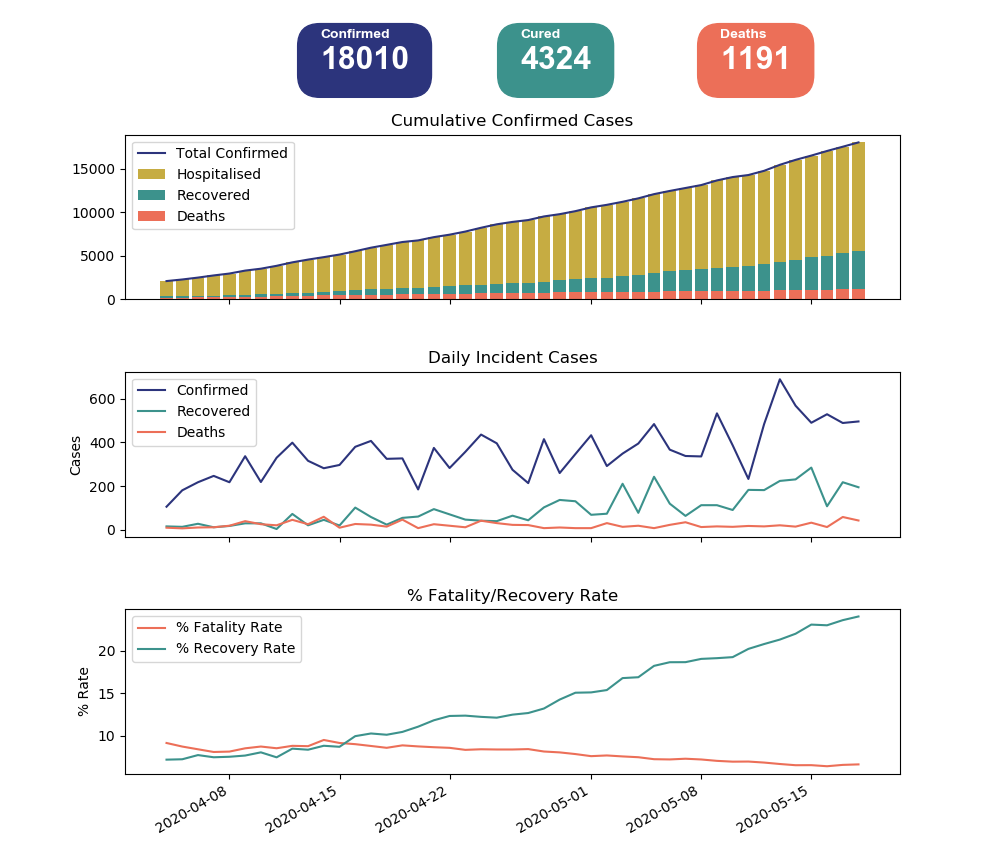 Confirmed
18010
Cured
4324
Deaths
1191
Cumulative Confirmed Cases
Total Confirmed
Hospitalised
Recovered
Deaths
15000
10000
5000
0
Daily Incident Cases
Confirmed
Recovered
Deaths
Cases
600
400
200
0
% Fatality/Recovery Rate
% Fatality Rate
% Recovery Rate
% Rate
20
15
10
2020-04-08
2020-04-15
2020-04-22
2020-05-01
2020-05-08
2020-05-15